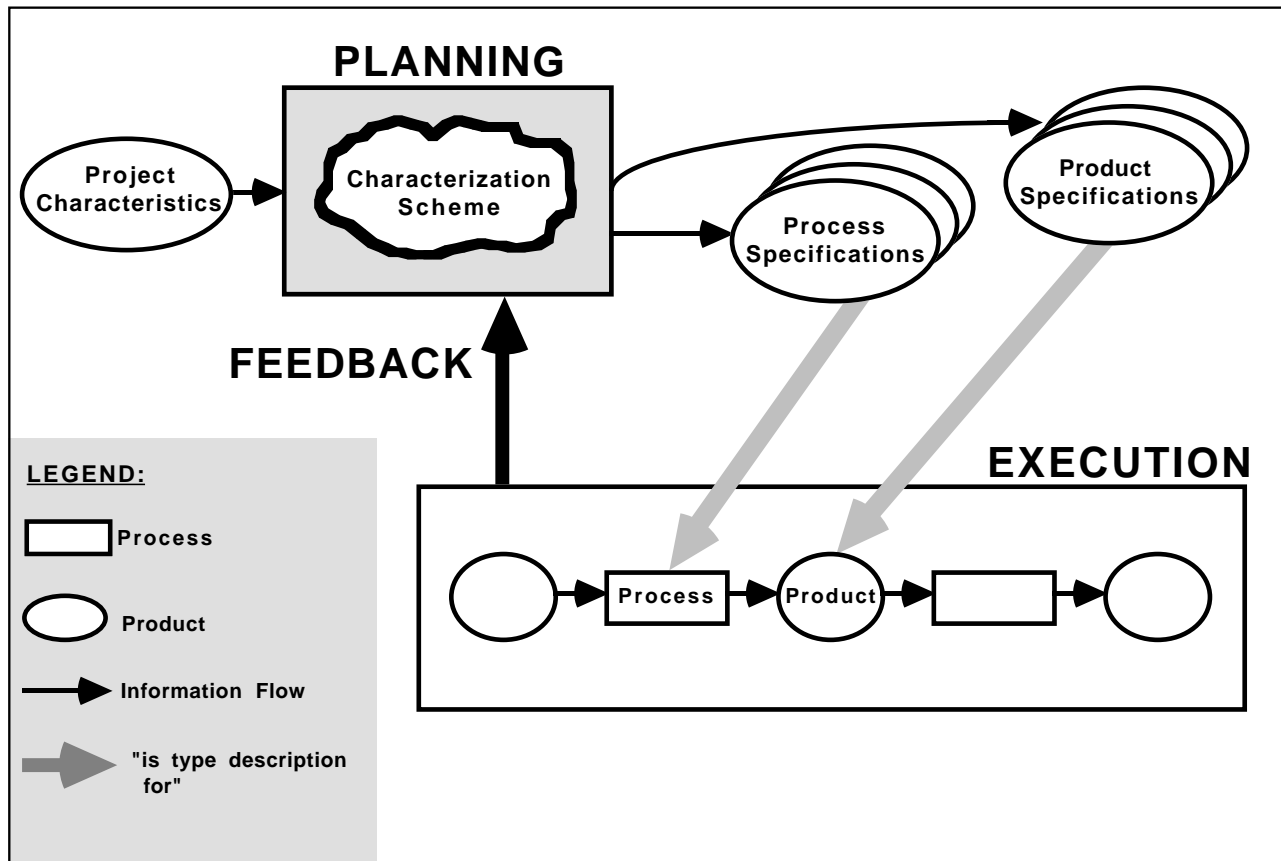 PLANNING
Project
Characteristics
Characterization
Scheme
Process
Specifications
Product
Specifications
FEEDBACK
EXECUTION
Process
Product
LEGEND:
Process
Product
Information Flow
"is type description
for"